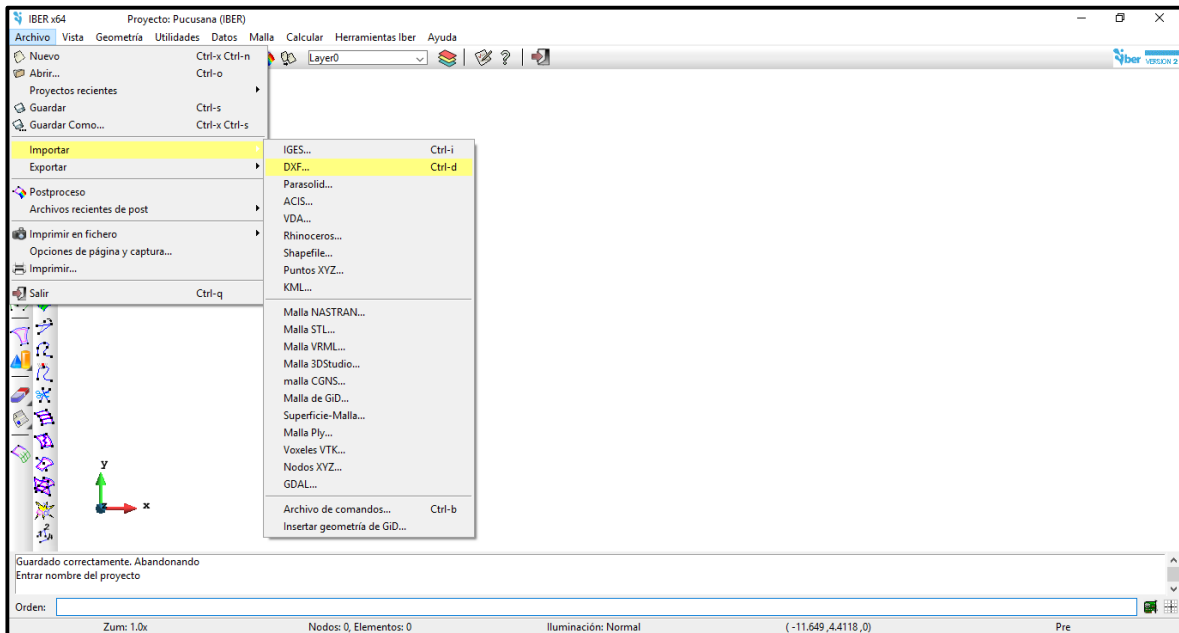 IBER x64 Proyecto: Pucusana (IBER)
Archivo Vista Geometría Utilidades Datos Malla Calcular Herramientas Iber Ayuda
Nuevo Ctrl-x Ctrl-n
Layer0
iber VERSION 2
Abrir... Ctrl-o
Proyectos recientes
Guardar Ctrl-s
Guardar Como... Ctrl-x Ctrl-s
Importar
Exportar
Postproceso
Archivos recientes de post
Imprimir en fichero
Opciones de página y captura...
Imprimir...
Salir Ctrl-q
IGES... Ctrl-i
DXF... Ctrl-d
Parasolid...
ACIS...
VDA...
Rhinoceros...
Shapefile...
Puntos XYZ...
KML...
Malla NASTRAN...
Malla STL...
Malla VRML...
Malla 3DStudio...
malla CGNS...
Malla de GiD...
Superficie-Malla...
Malla Ply...
Voxeles VTK...
Nodos XYZ...
GDAL...
Archivo de comandos... Ctrl-b
Insertar geometría de GiD...
y
x
Guardado correctamente. Abandonando
Entrar nombre del proyecto
Orden:
Zum: 1.0x Nodos: 0, Elementos: 0 Iluminación: Normal ( -11.649 ,4.4118 ,0) Pre